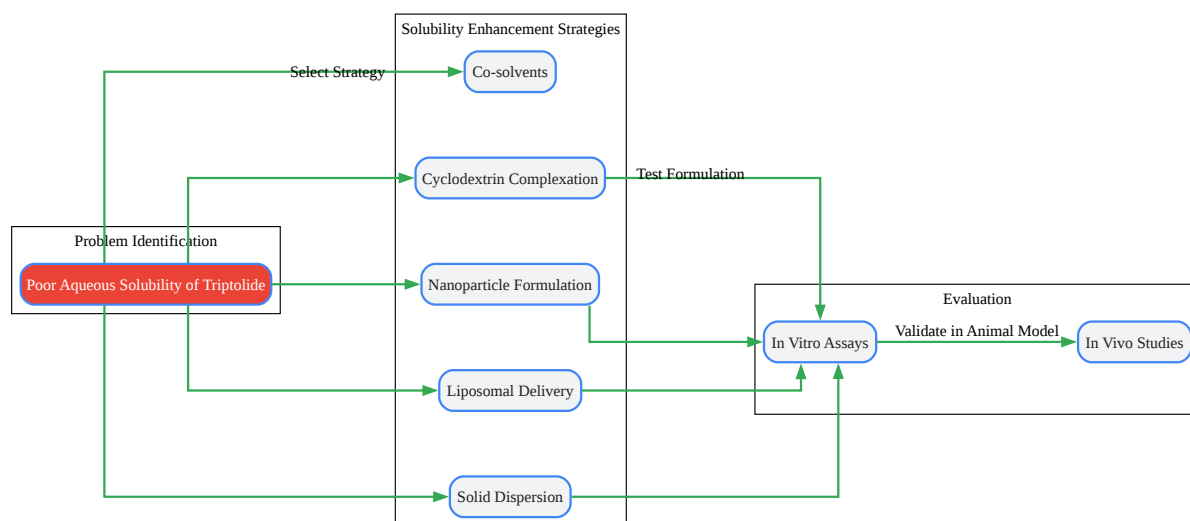 Solubility Enhancement Strategies
Select Strategy
Co-solvents
Cyclodextrin Complexation
Test Formulation
Problem Identification
Poor Aqueous Solubility of Triptolide
Nanoparticle Formulation
Evaluation
Validate in Animal Model
In Vitro Assays
In Vivo Studies
Liposomal Delivery
Solid Dispersion